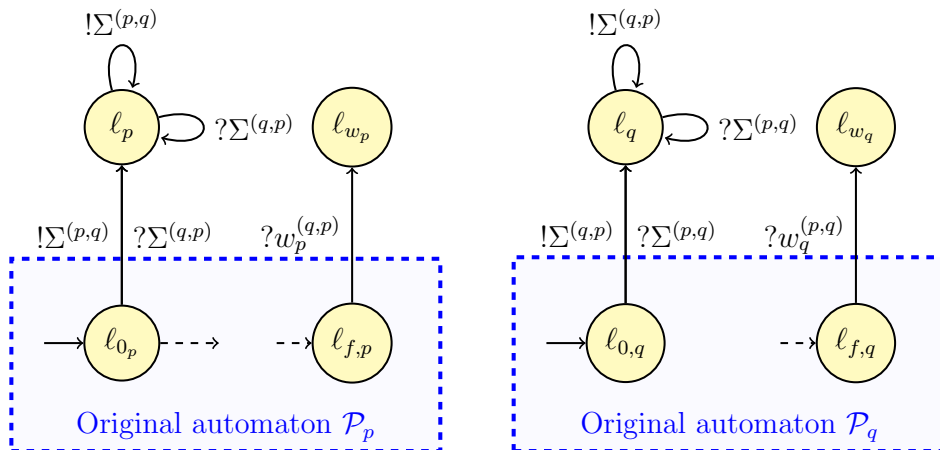 !Σ^{(p,q)}
ℓ_p
?Σ^{(q,p)}
ℓ_{w_p}
!Σ^{(p,q)}
?Σ^{(q,p)}
?w_p^{(q,p)}
ℓ_{0_p}
ℓ_{f,p}
Original automaton 𝒫_p
!Σ^{(q,p)}
ℓ_q
?Σ^{(p,q)}
ℓ_{w_q}
!Σ^{(q,p)}
?Σ^{(p,q)}
?w_q^{(p,q)}
ℓ_{0,q}
ℓ_{f,q}
Original automaton 𝒫_q